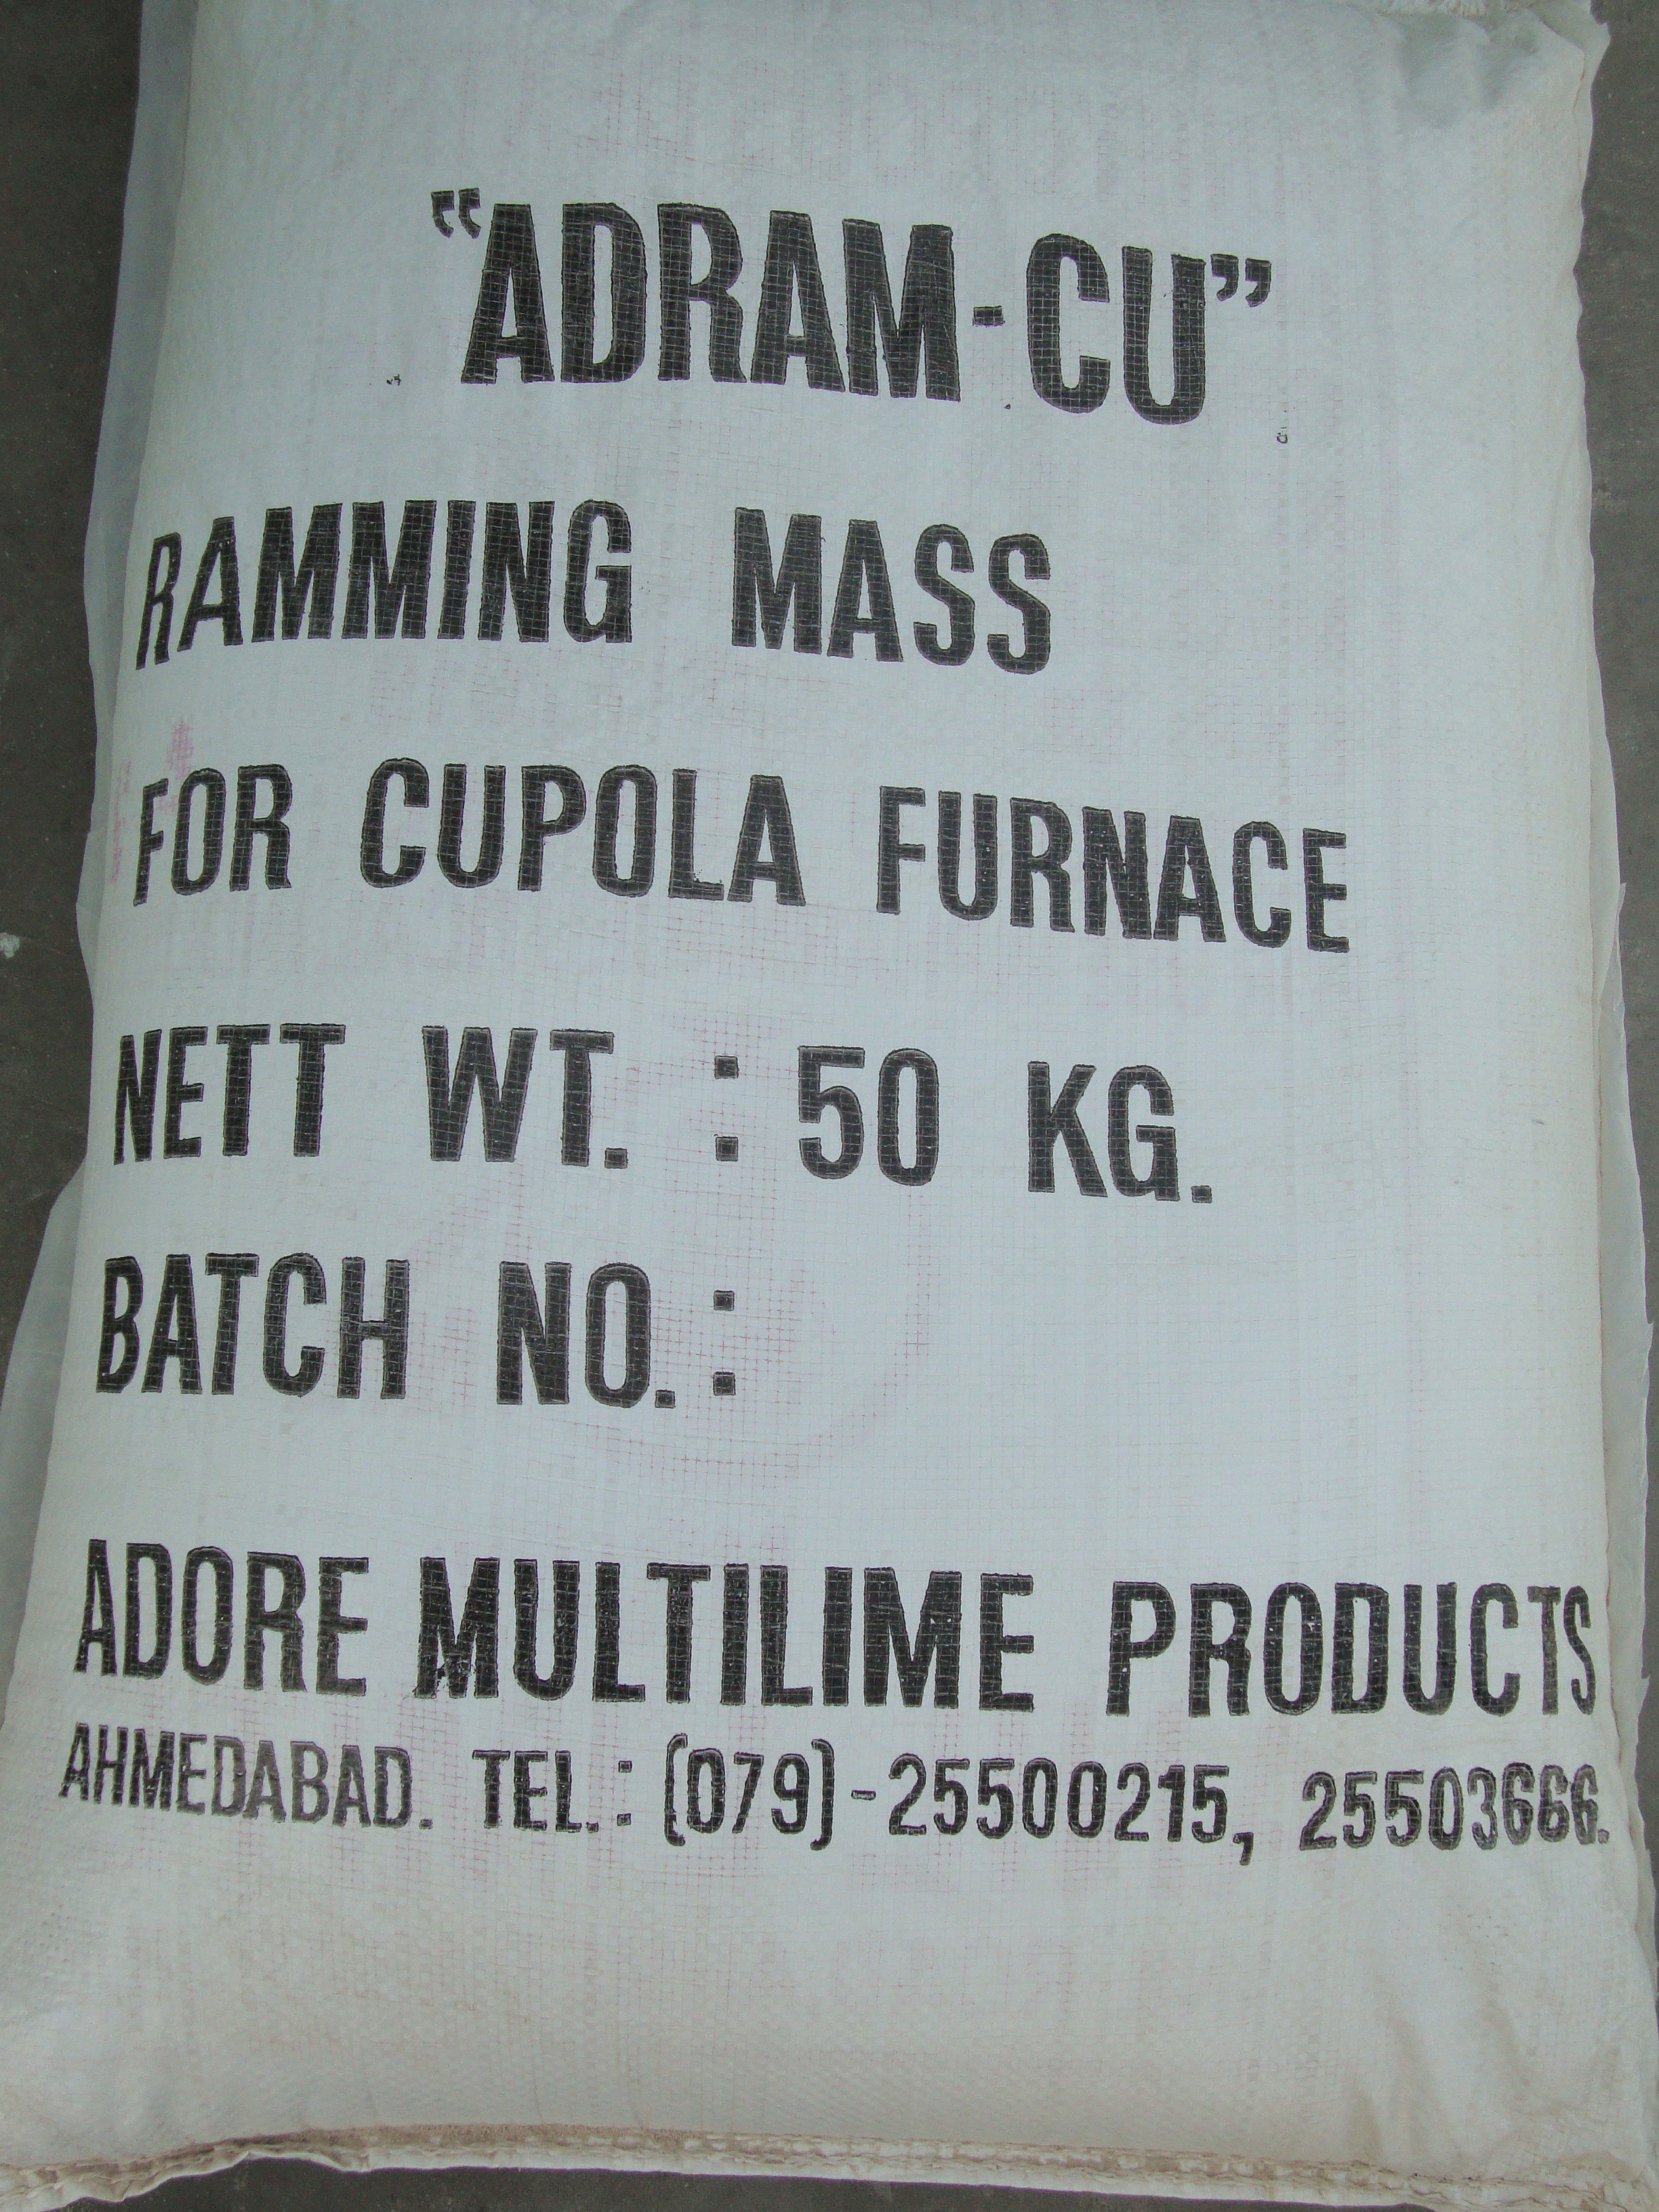 “ADRAM-CU”
RAMMING MASS
FOR CUPOLA FURNACE
NETT WT. : 50 KG.
BATCH NO. :
ADORE MULTILIME PRODUCTS
AHMEDABAD. TEL.: (079)-25500215, 25503666.